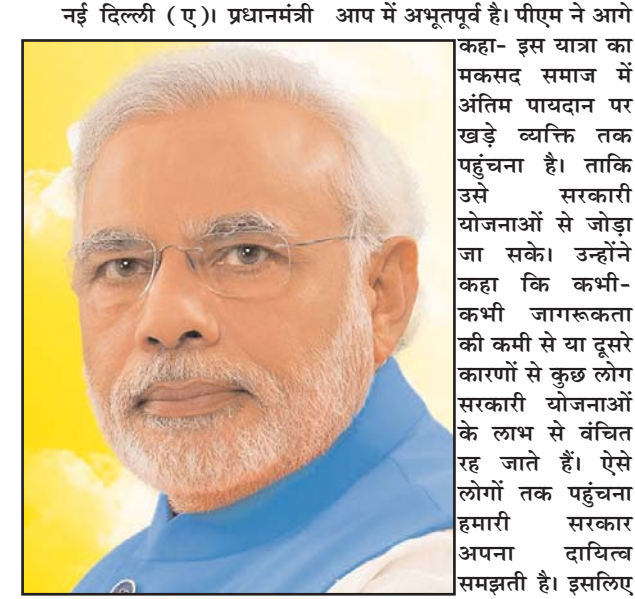 नई दिल्ली (ए)। प्रधानमंत्री
आप में अभूतपूर्व है। पीएम ने आगे
कहा- इस यात्रा का
मकसद समाज में
अंतिम पायदान पर
खड़े व्यक्ति तक
पहुंचना है। ताकि
उसे सरकारी
योजनाओं से जोड़ा
जा सके। उन्होंने
कहा कि कभी-
कभी जागरूकता
की कमी से या दूसरे
कारणों से कुछ लोग
सरकारी योजनाओं
के लाभ से वंचित
रह जाते हैं। ऐसे
लोगों तक पहुंचना
हमारी सरकार
अपना दायित्व
समझती है। इसलिए